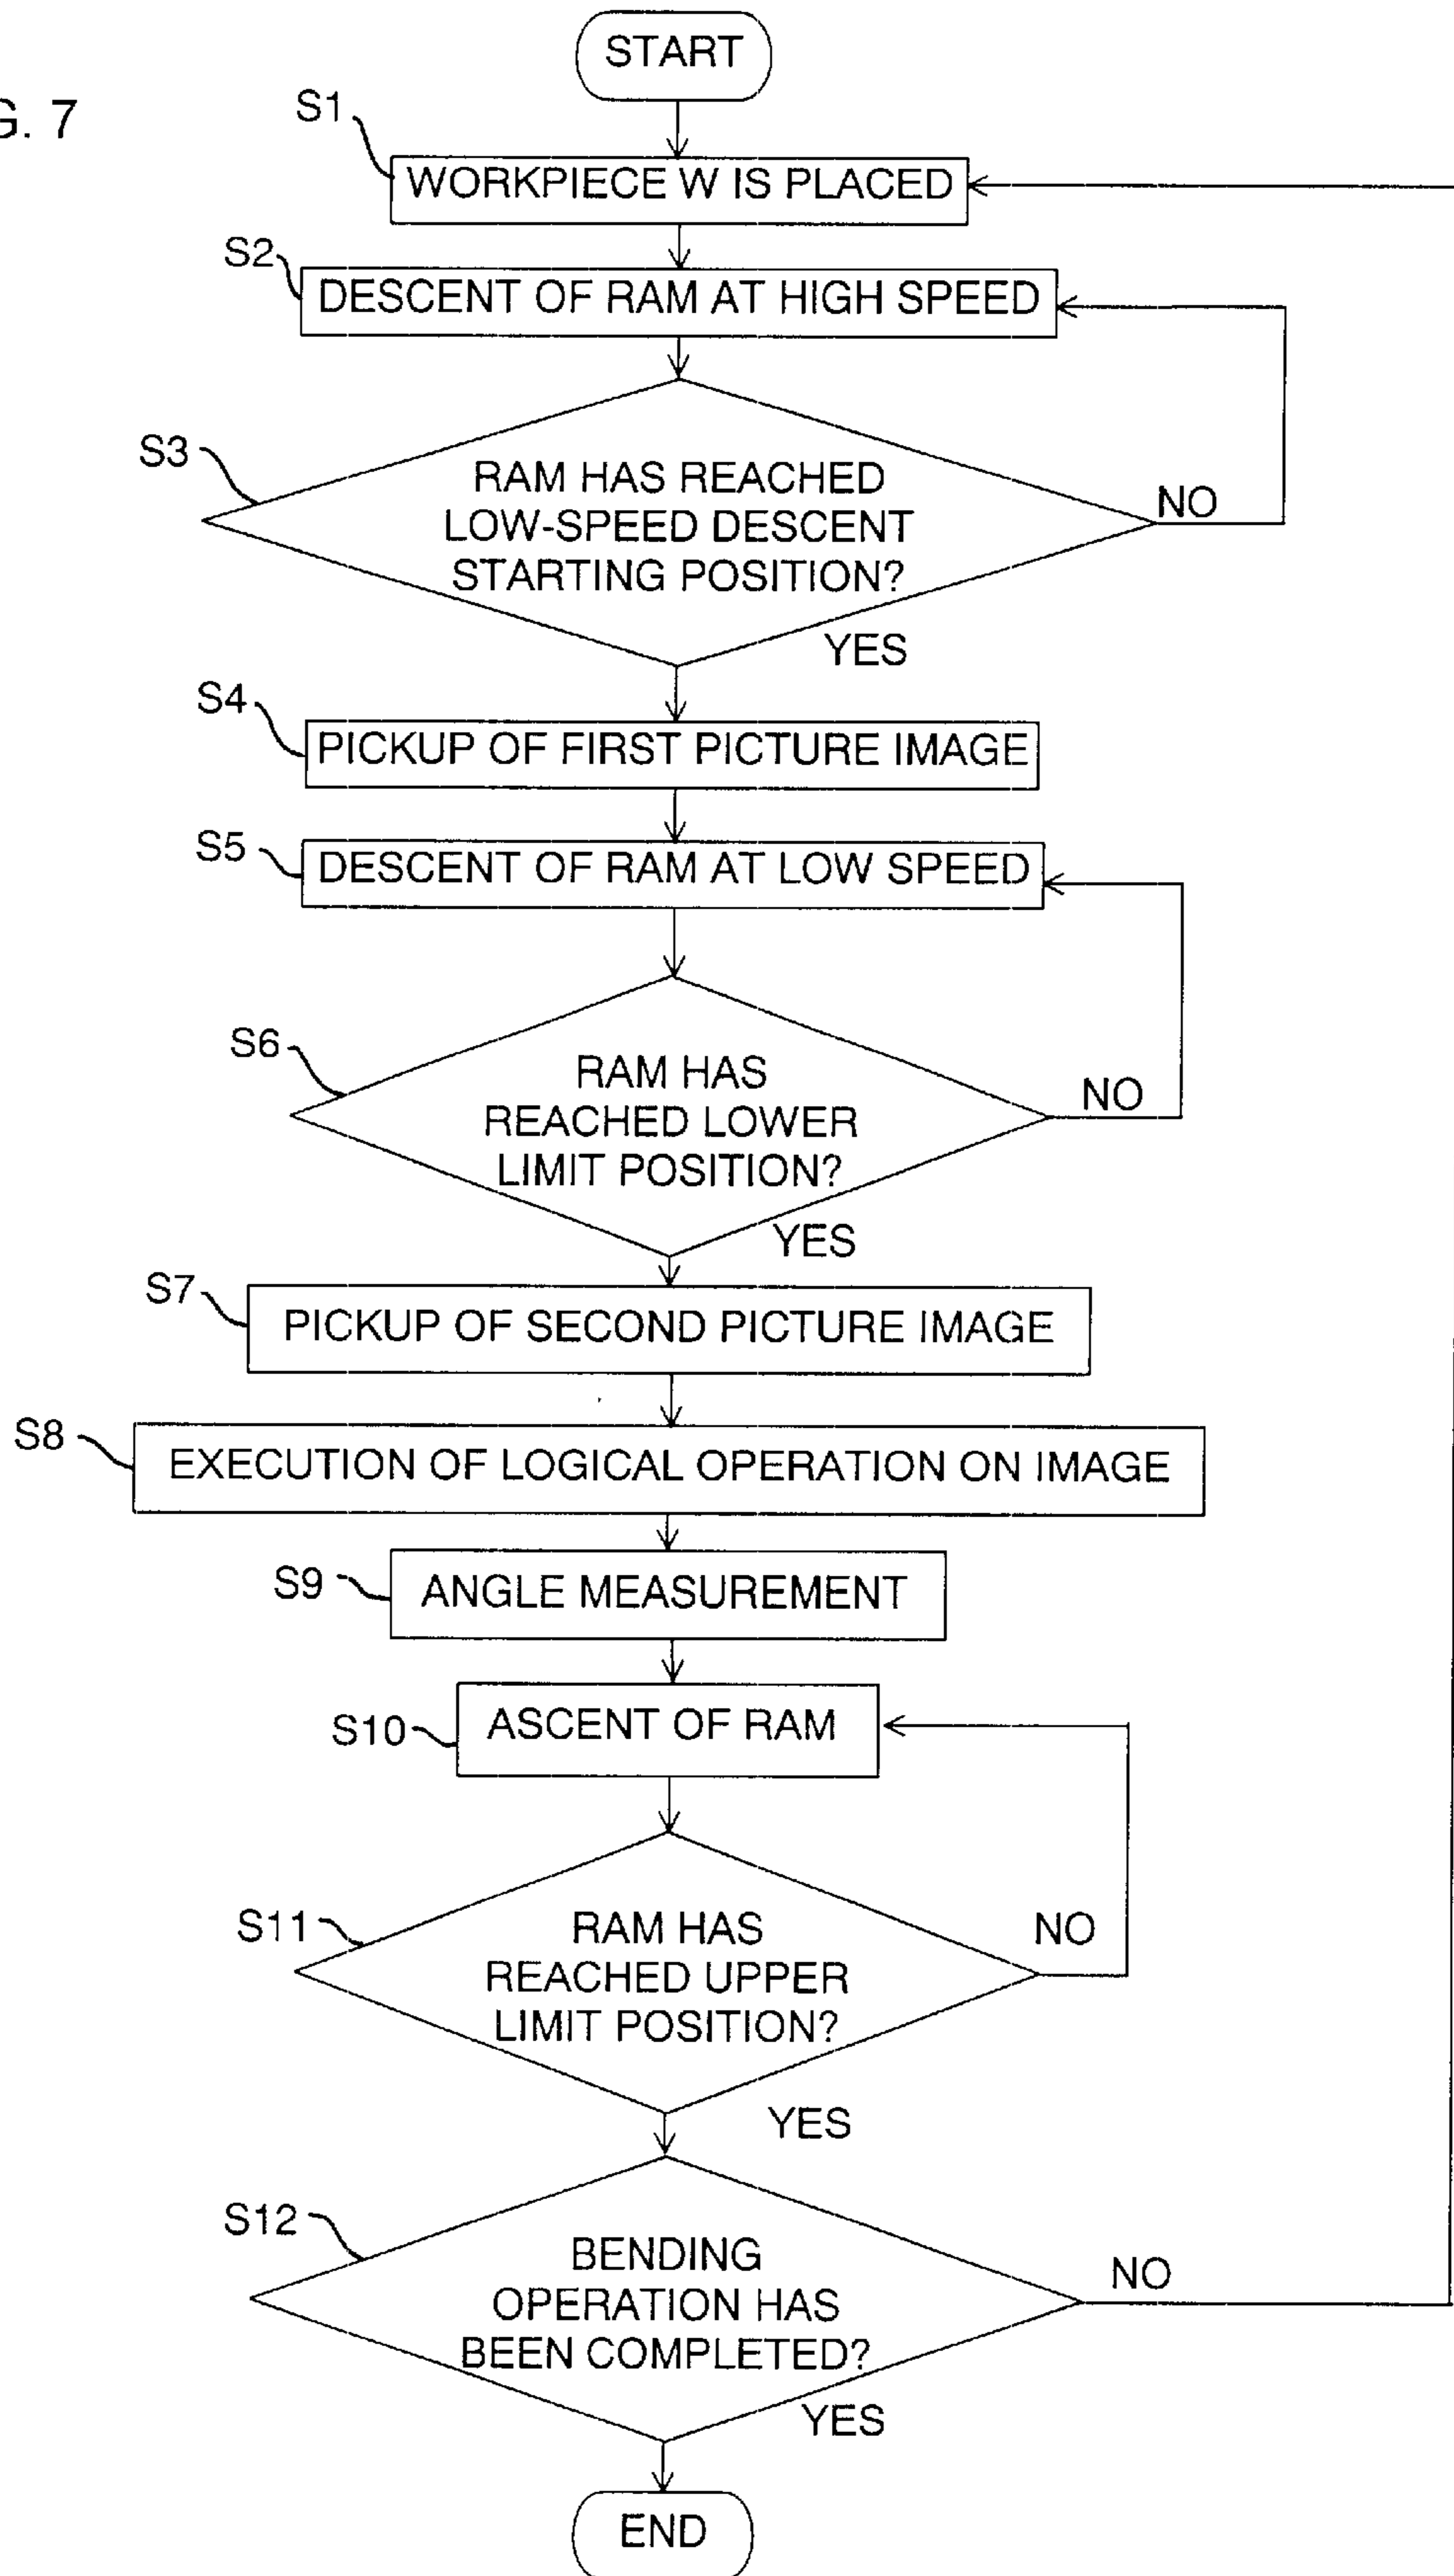 START
G. 7
S1
WORKPIECE W IS PLACED
S2
DESCENT OF RAM AT HIGH SPEED
S3
RAM HAS REACHED
LOW-SPEED DESCENT
STARTING POSITION?
NO
YES
S4
PICKUP OF FIRST PICTURE IMAGE
S5
DESCENT OF RAM AT LOW SPEED
S6
RAM HAS
REACHED LOWER
LIMIT POSITION?
NO
YES
S7
PICKUP OF SECOND PICTURE IMAGE
S8
EXECUTION OF LOGICAL OPERATION ON IMAGE
S9
ANGLE MEASUREMENT
S10
ASCENT OF RAM
S11
RAM HAS
REACHED UPPER
LIMIT POSITION?
NO
YES
S12
BENDING
OPERATION HAS
BEEN COMPLETED?
NO
YES
END